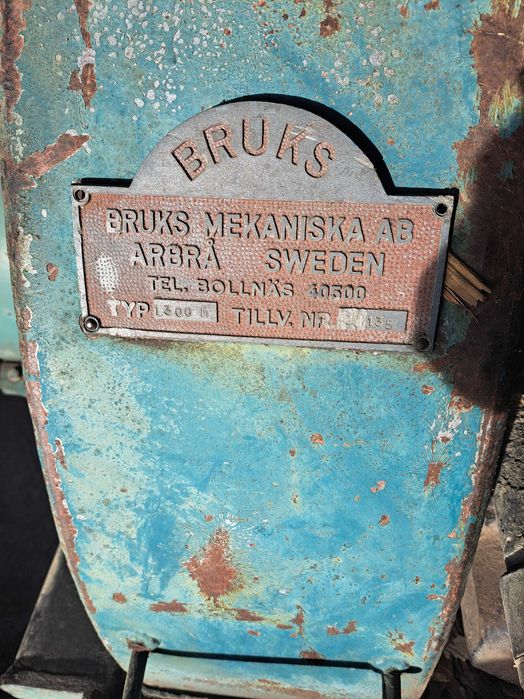 BRUKS
BRUKS MEKANISKA AB
ARBRÅ SWEDEN
TEL. BOLLNÄS 40500
TYP TILLV. NR.